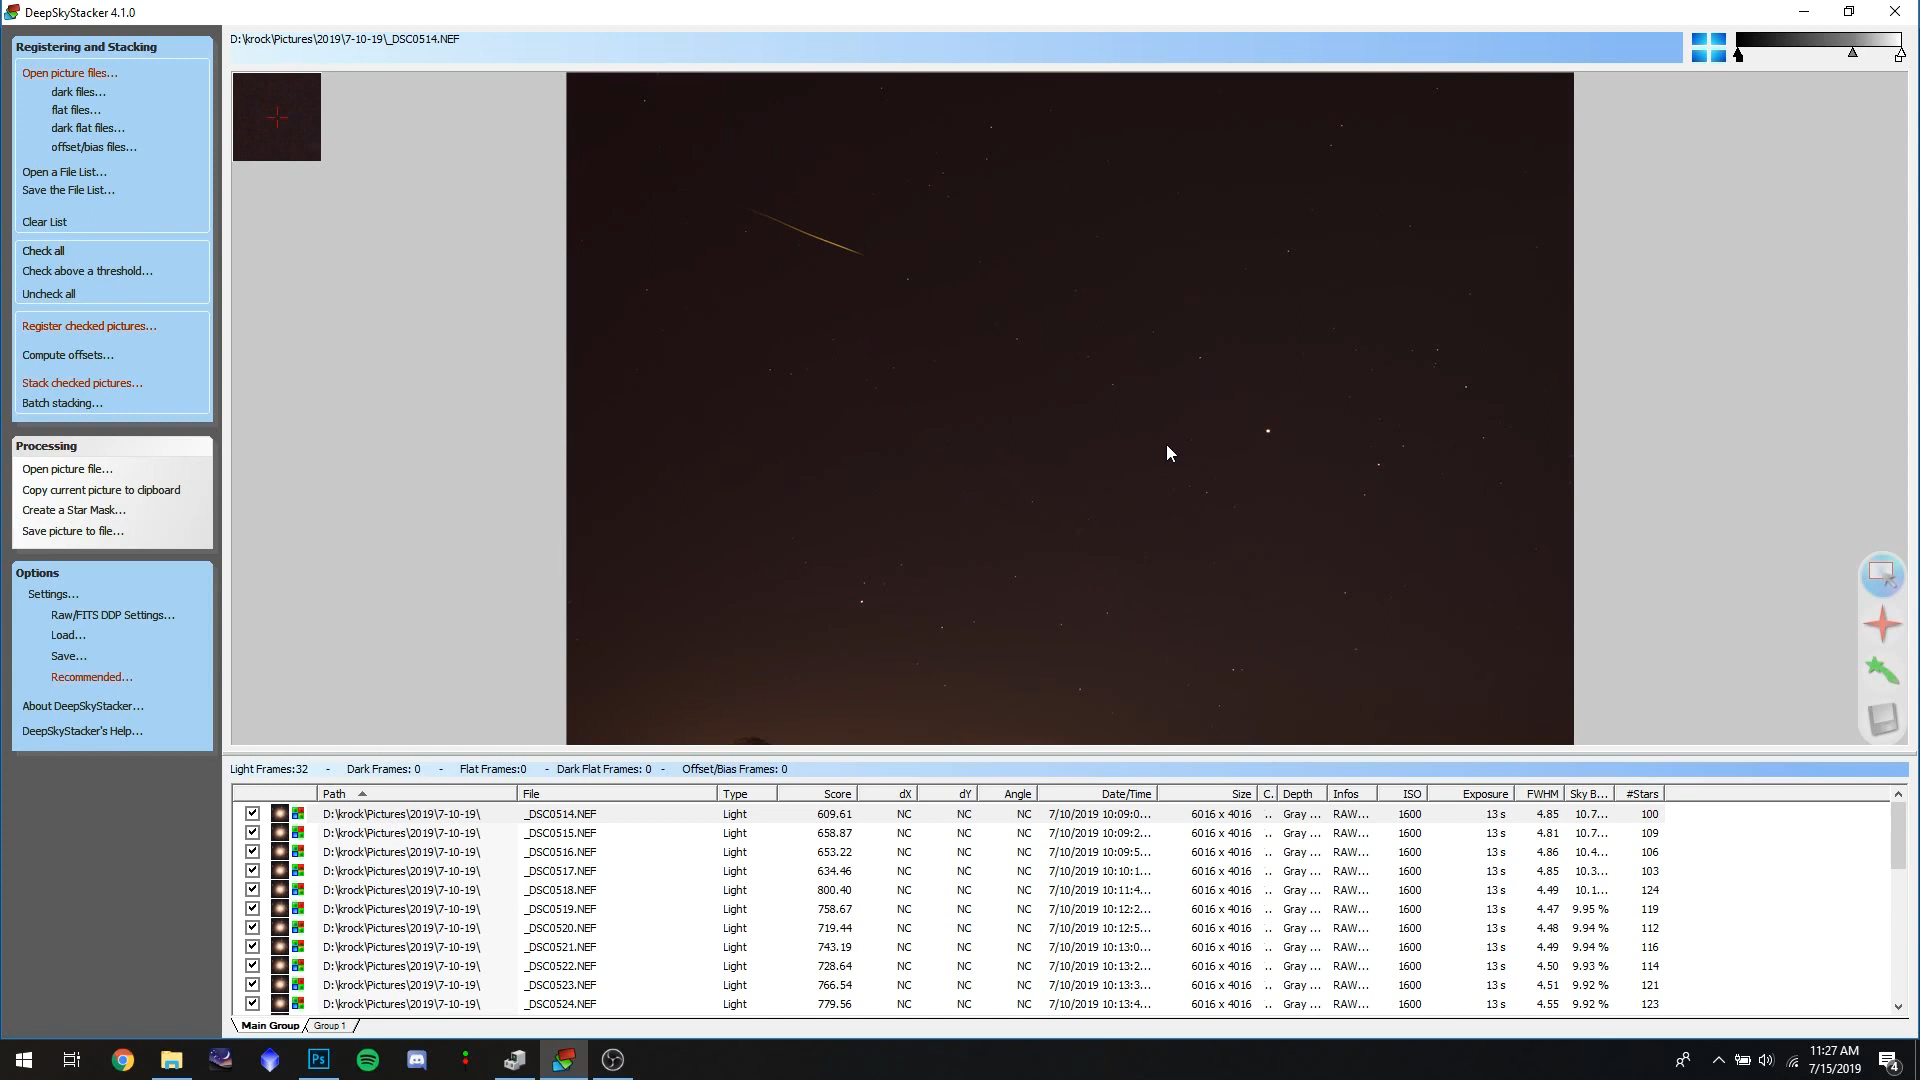 DeepSkyStacker 4.1.0
Registering and Stacking
Open picture files...
dark files...
flat files...
dark flat files...
offset/bias files...
Open a File List...
Save the File List...
Clear List
Check all
Check above a threshold...
Uncheck all
Register checked pictures...
Compute offsets...
Stack checked pictures...
Batch stacking...
Processing
Open picture file...
Copy current picture to clipboard
Create a Star Mask...
Save picture to file...
Options
Settings...
Raw/FITS DDP Settings...
Load...
Save...
Recommended...
About DeepSkyStacker...
DeepSkyStacker's Help...
D:\krock\Pictures\2019\7-10-19\_DSC0514.NEF
Light Frames:32 - Dark Frames: 0 - Flat Frames:0 - Dark Flat Frames: 0 - Offset/Bias Frames: 0
Path File Type Score dX dY Angle Date/Time Size C. Depth Infos ISO Exposure FWHM Sky B... #Stars
D:\krock\Pictures\2019\7-10-19\ _DSC0514.NEF Light 609.61 NC NC NC 7/10/2019 10:09:0... 6016 x 4016 .. Gray ... RAW... 1600 13 s 4.85 10.7... 100
D:\krock\Pictures\2019\7-10-19\ _DSC0515.NEF Light 658.87 NC NC NC 7/10/2019 10:09:2... 6016 x 4016 .. Gray ... RAW... 1600 13 s 4.81 10.7... 109
D:\krock\Pictures\2019\7-10-19\ _DSC0516.NEF Light 653.22 NC NC NC 7/10/2019 10:09:5... 6016 x 4016 .. Gray ... RAW... 1600 13 s 4.86 10.4... 106
D:\krock\Pictures\2019\7-10-19\ _DSC0517.NEF Light 634.46 NC NC NC 7/10/2019 10:10:1... 6016 x 4016 .. Gray ... RAW... 1600 13 s 4.85 10.3... 103
D:\krock\Pictures\2019\7-10-19\ _DSC0518.NEF Light 800.40 NC NC NC 7/10/2019 10:11:4... 6016 x 4016 .. Gray ... RAW... 1600 13 s 4.49 10.1... 124
D:\krock\Pictures\2019\7-10-19\ _DSC0519.NEF Light 758.67 NC NC NC 7/10/2019 10:12:2... 6016 x 4016 .. Gray ... RAW... 1600 13 s 4.47 9.95 % 119
D:\krock\Pictures\2019\7-10-19\ _DSC0520.NEF Light 719.44 NC NC NC 7/10/2019 10:12:5... 6016 x 4016 .. Gray ... RAW... 1600 13 s 4.48 9.94 % 112
D:\krock\Pictures\2019\7-10-19\ _DSC0521.NEF Light 743.19 NC NC NC 7/10/2019 10:13:0... 6016 x 4016 .. Gray ... RAW... 1600 13 s 4.49 9.94 % 116
D:\krock\Pictures\2019\7-10-19\ _DSC0522.NEF Light 728.64 NC NC NC 7/10/2019 10:13:2... 6016 x 4016 .. Gray ... RAW... 1600 13 s 4.50 9.93 % 114
D:\krock\Pictures\2019\7-10-19\ _DSC0523.NEF Light 766.54 NC NC NC 7/10/2019 10:13:3... 6016 x 4016 .. Gray ... RAW... 1600 13 s 4.51 9.92 % 121
D:\krock\Pictures\2019\7-10-19\ _DSC0524.NEF Light 779.56 NC NC NC 7/10/2019 10:13:4... 6016 x 4016 .. Gray ... RAW... 1600 13 s 4.55 9.92 % 123
Main Group Group 1
Ps
11:27 AM
7/15/2019
4